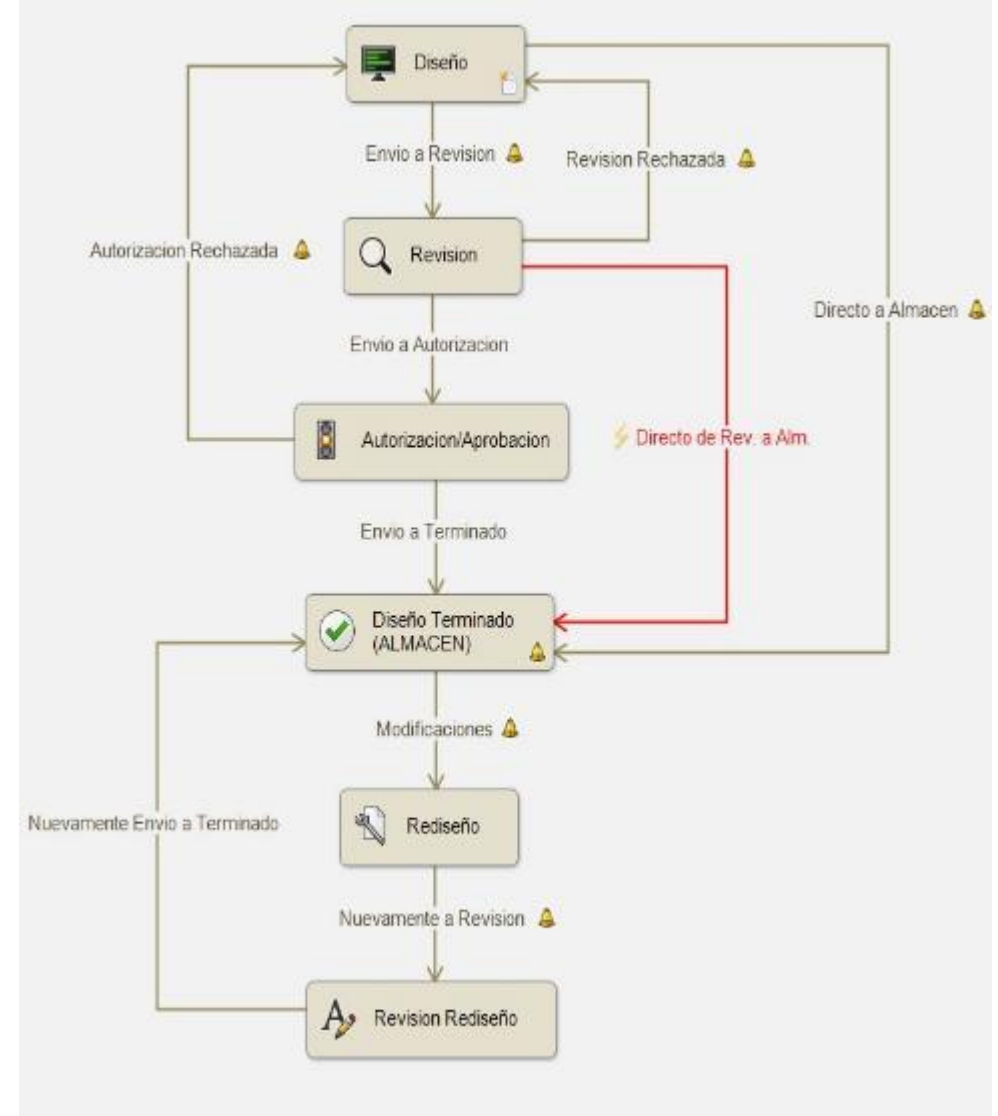 Diseño
Envio a Revision
Revision Rechazada
Autorizacion Rechazada
Revision
Directo a Almacen
Envio a Autorizacion
Autorizacion/Aprobacion
Directo de Rev. a Alm.
Envio a Terminado
Diseño Terminado
(ALMACEN)
Modificaciones
Nuevamente Envio a Terminado
Rediseño
Nuevamente a Revision
Revision Rediseño